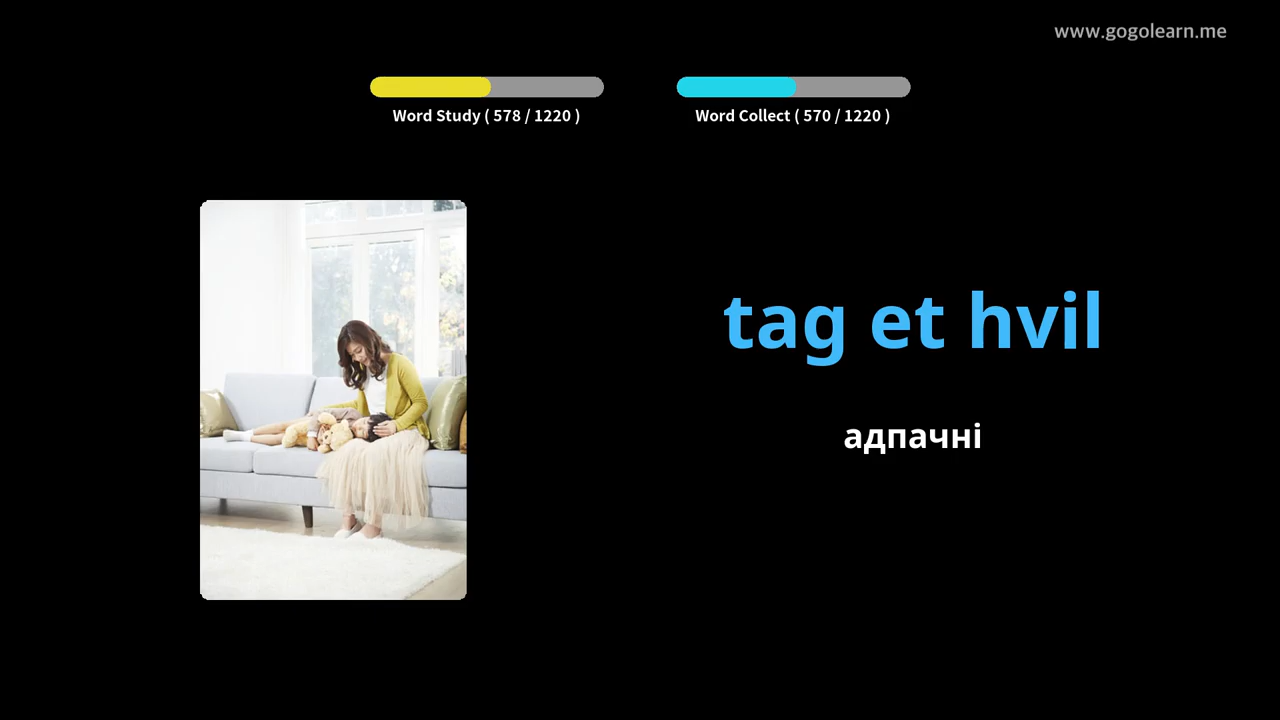 www.gogolearn.me
Word Study ( 578 / 1220 )
Word Collect ( 570 / 1220 )
tag et hvil
адпачні